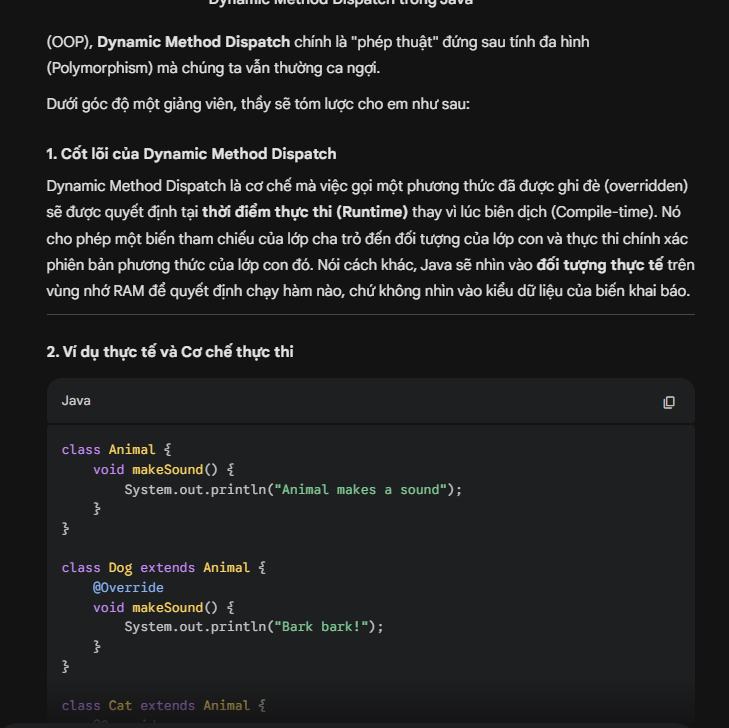 Dynamic Method Dispatch trong Java
(OOP), Dynamic Method Dispatch chính là "phép thuật" đứng sau tính đa hình
(Polymorphism) mà chúng ta vẫn thường ca ngợi.
Dưới góc độ một giảng viên, thầy sẽ tóm lược cho em như sau:
1. Cốt lõi của Dynamic Method Dispatch
Dynamic Method Dispatch là cơ chế mà việc gọi một phương thức đã được ghi đè (overridden)
sẽ được quyết định tại thời điểm thực thi (Runtime) thay vì lúc biên dịch (Compile-time). Nó
cho phép một biến tham chiếu của lớp cha trỏ đến đối tượng của lớp con và thực thi chính xác
phiên bản phương thức của lớp con đó. Nói cách khác, Java sẽ nhìn vào đối tượng thực tế trên
vùng nhớ RAM để quyết định chạy hàm nào, chứ không nhìn vào kiểu dữ liệu của biến khai báo.
2. Ví dụ thực tế và Cơ chế thực thi
Java
class Animal {
    void makeSound() {
        System.out.println("Animal makes a sound");
    }
}
class Dog extends Animal {
    @Override
    void makeSound() {
        System.out.println("Bark bark!");
    }
}
class Cat extends Animal {